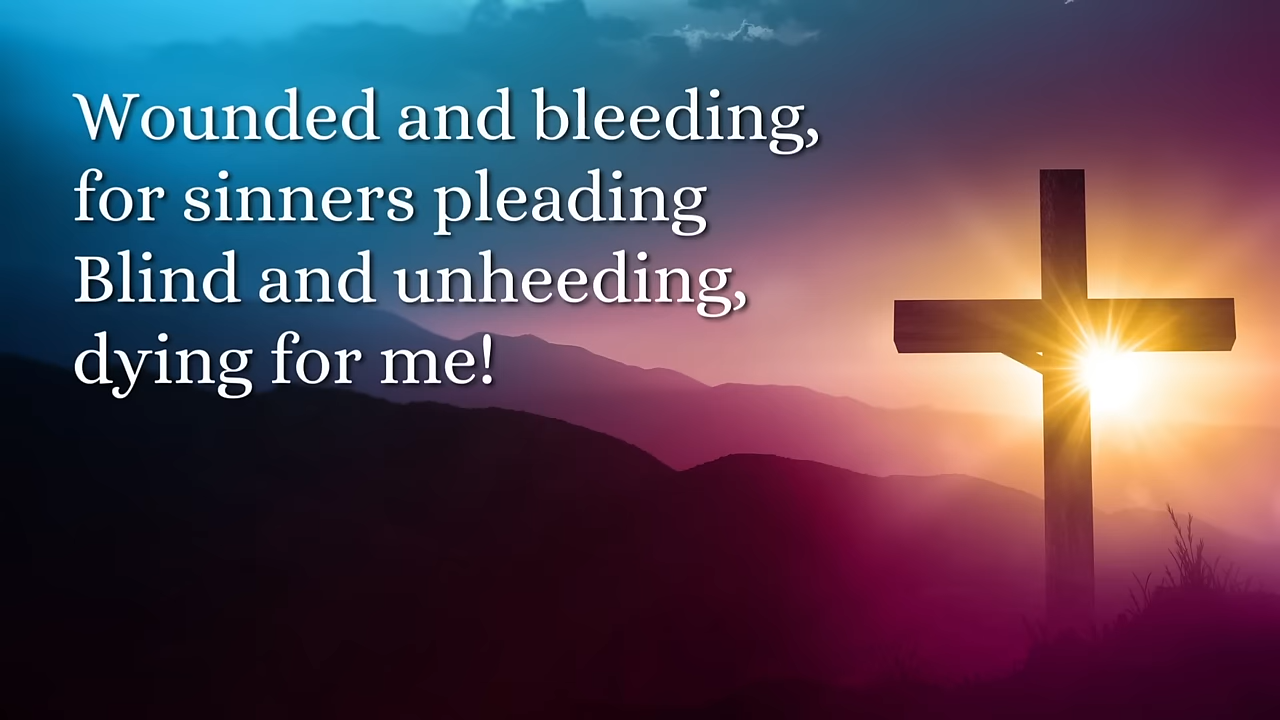 Wounded and bleeding,
for sinners pleading
Blind and unheeding,
dying for me!